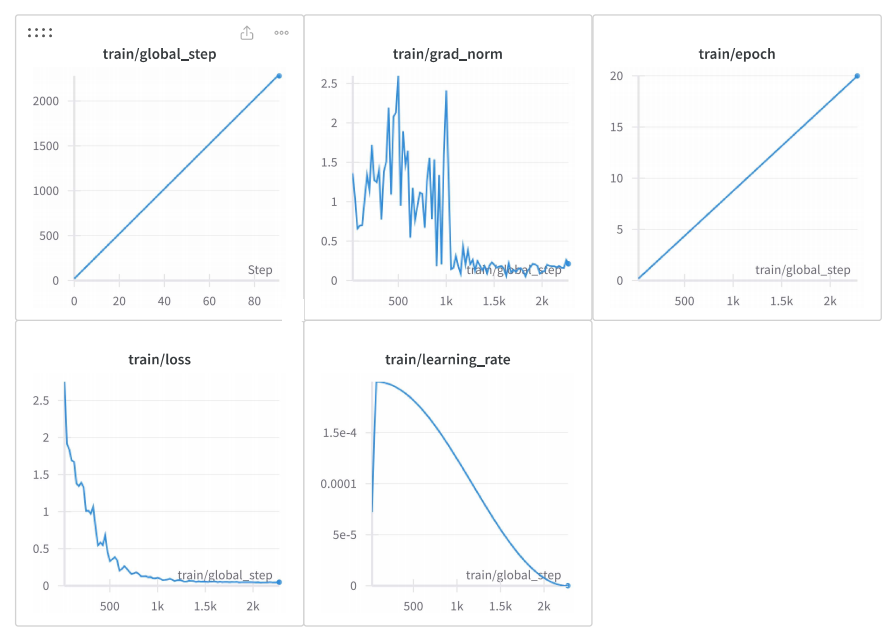 train/global_step
2000
1500
1000
500
0
0 20 40 60 80
Step
train/grad_norm
2.5
2
1.5
1
0.5
0
500 1k 1.5k 2k
train/global_step
train/epoch
20
15
10
5
0
500 1k 1.5k 2k
train/global_step
train/loss
2.5
2
1.5
1
0.5
0
500 1k 1.5k 2k
train/global_step
train/learning_rate
1.5e-4
0.0001
5e-5
0
500 1k 1.5k 2k
train/global_step